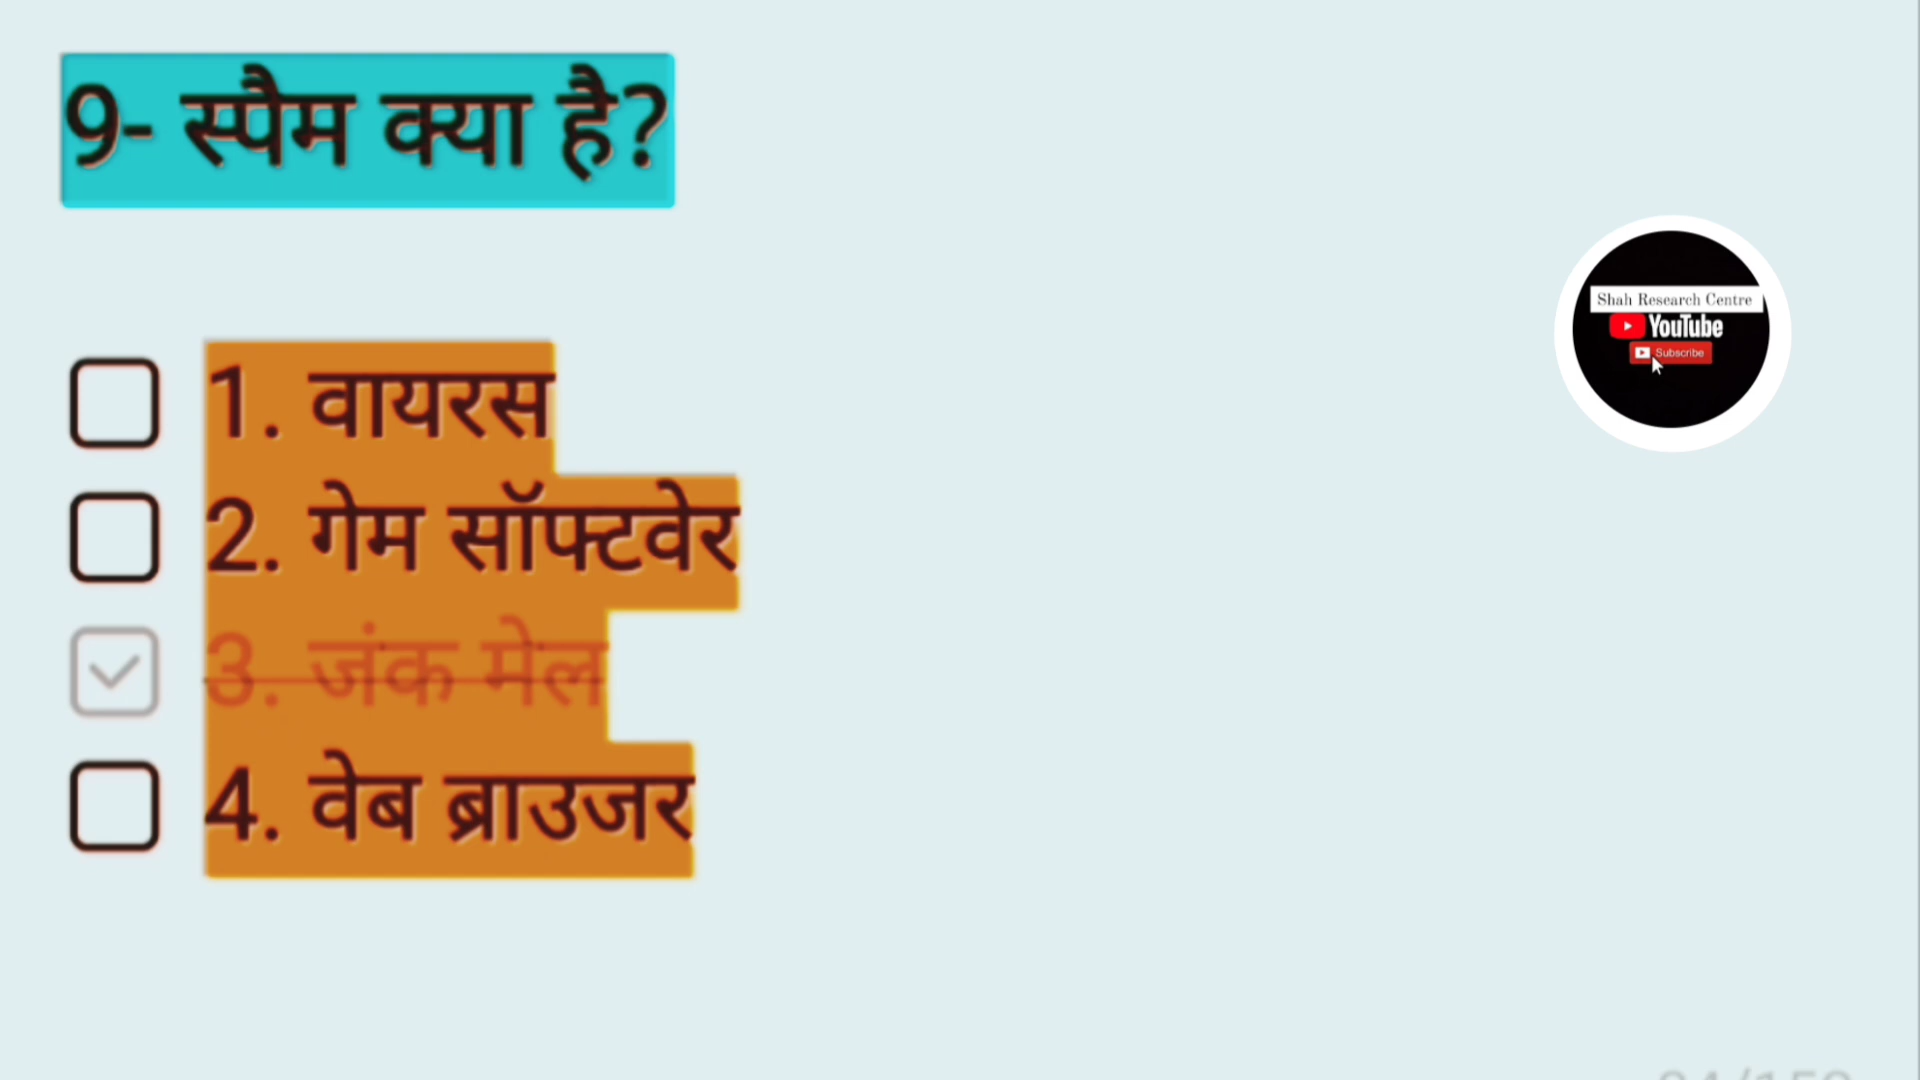 9- स्पैम क्या है?
Shah Research Centre
YouTube
Subscribe
1. वायरस
2. गेम सॉफ्टवेर
3. जंक मेल
4. वेब ब्राउजर